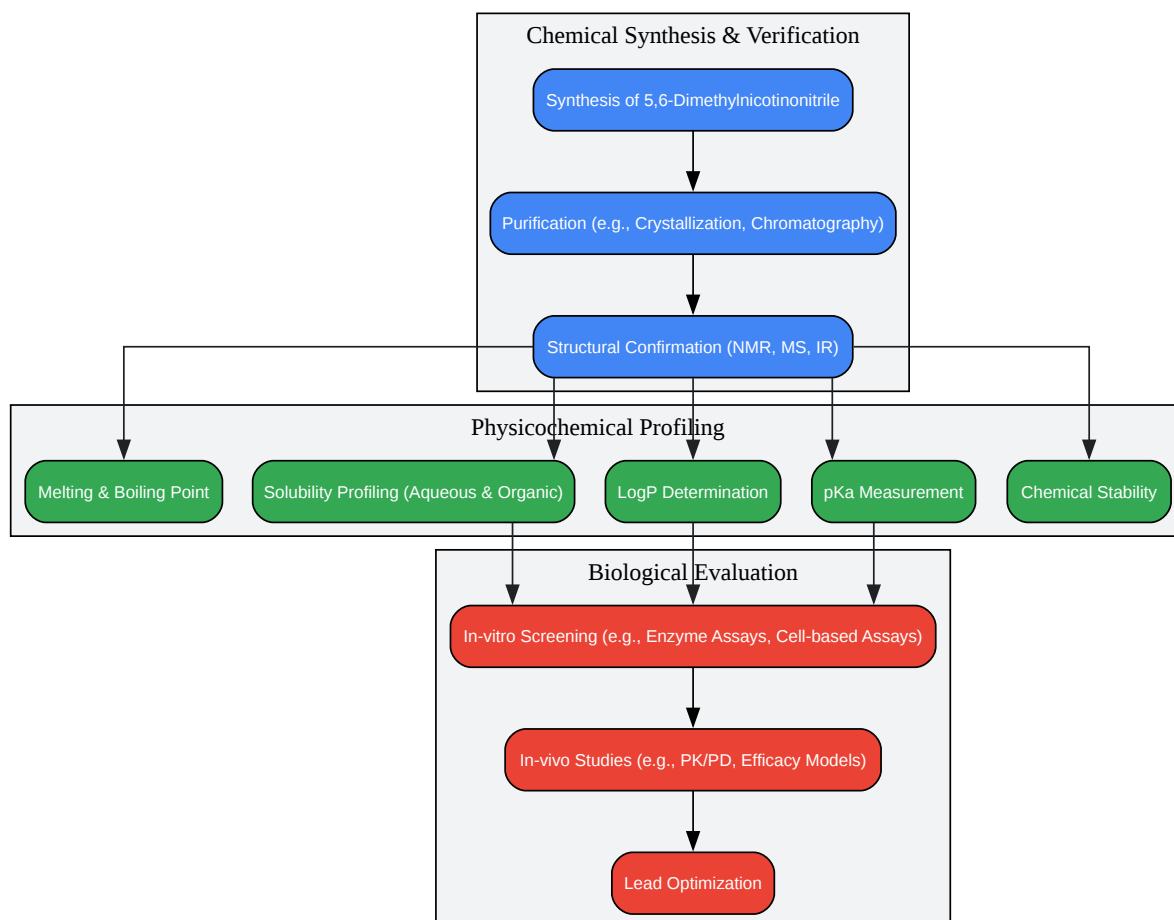 Chemical Synthesis & Verification
Synthesis of 5,6-Dimethylnicotinonitrile
Purification (e.g., Crystallization, Chromatography)
Structural Confirmation (NMR, MS, IR)
Physicochemical Profiling
Melting & Boiling Point
Solubility Profiling (Aqueous & Organic)
LogP Determination
pKa Measurement
Chemical Stability
Biological Evaluation
In-vitro Screening (e.g., Enzyme Assays, Cell-based Assays)
In-vivo Studies (e.g., PK/PD, Efficacy Models)
Lead Optimization